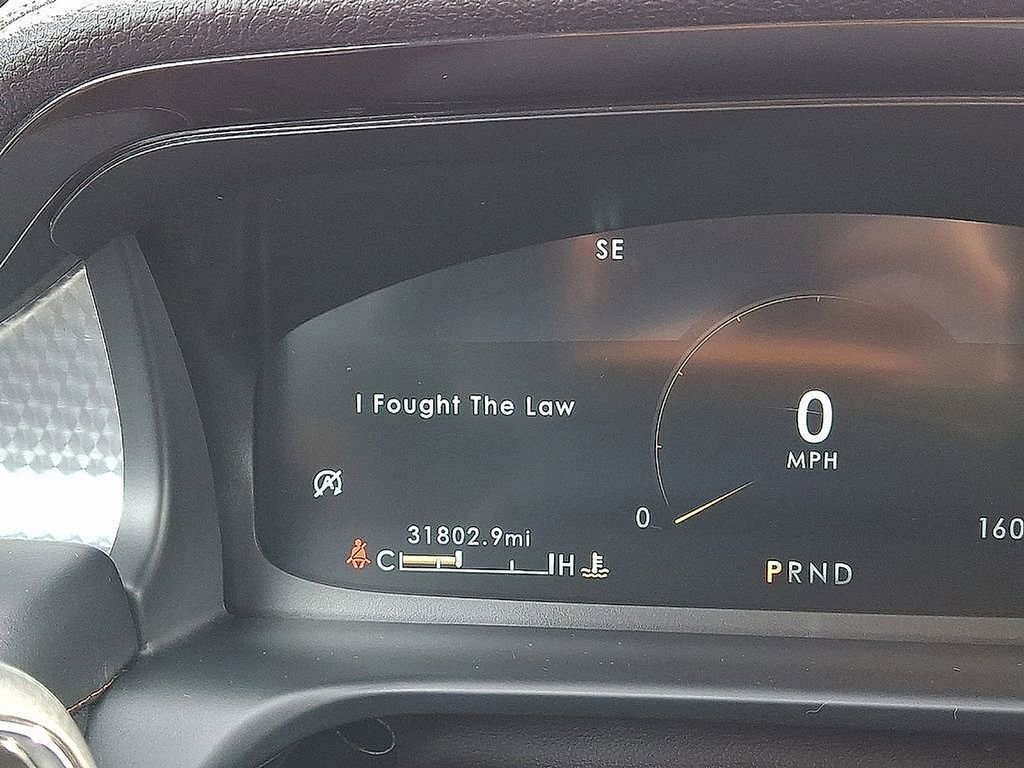 SE
I Fought The Law
0
MPH
0
160
A
31802.9mi
C H
PRND